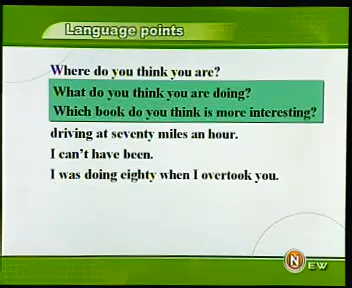 Language points
Where do you think you are?
What do you think you are doing?
Which book do you think is more interesting?
driving at seventy miles an hour.
I can't have been.
I was doing eighty when I overtook you.
NEW